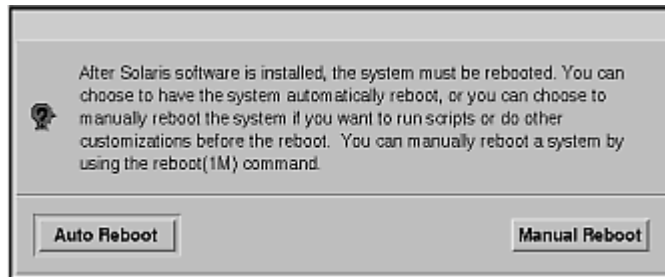 After Solaris software is installed, the system must be rebooted. You can
choose to have the system automatically reboot, or you can choose to
manually reboot the system if you want to run scripts or do other
customizations before the reboot. You can manually reboot a system by
using the reboot(1M) command.
Auto Reboot
Manual Reboot